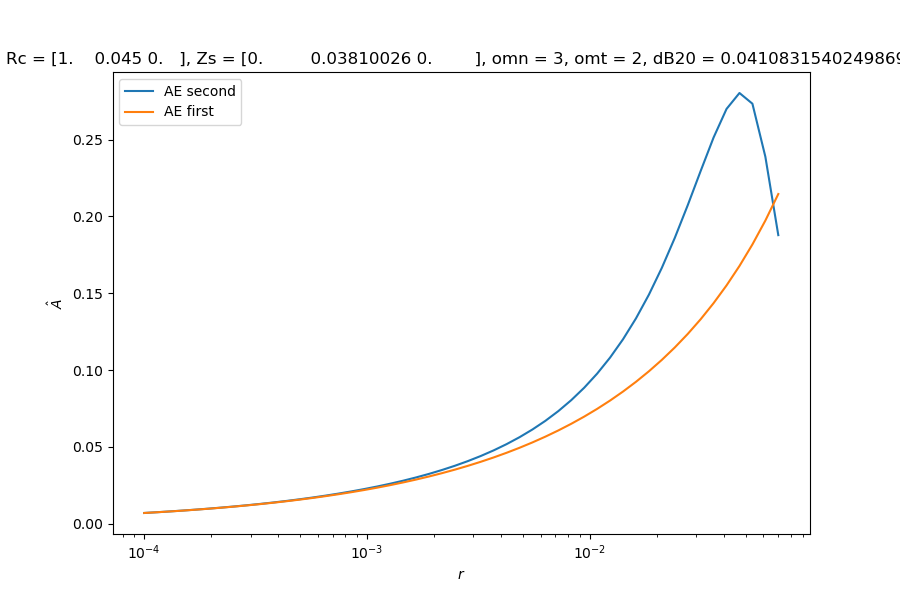 Rc = [1. 0.045 0. ], Zs = [0. 0.03810026 0. ], omn = 3, omt = 2, dB20 = 0.0410831540249869
AE second
AE first
0.25
0.20
0.15
0.10
0.05
0.00
Â
10⁻⁴
10⁻³
10⁻²
r